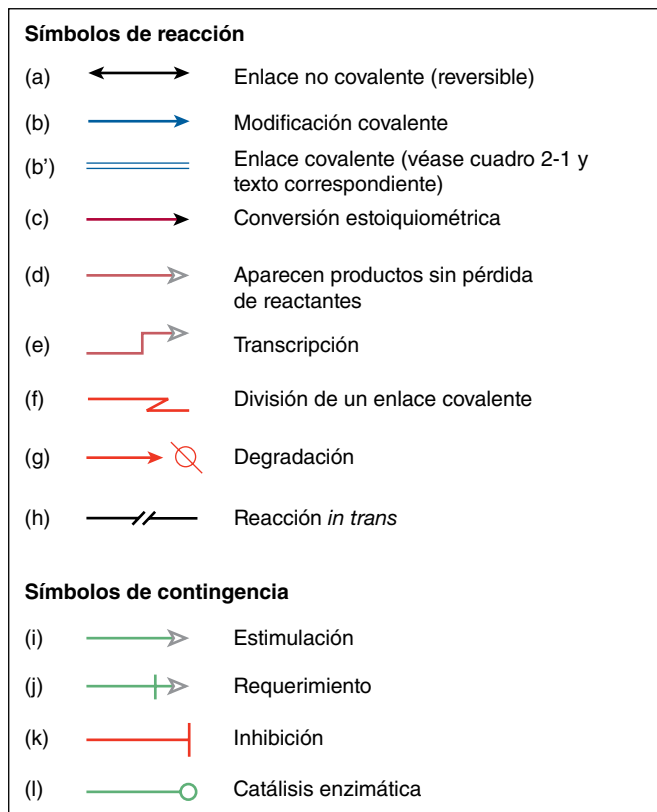 Símbolos de reacción
(a) Enlace no covalente (reversible)
(b) Modificación covalente
(b’) Enlace covalente (véase cuadro 2-1 y
texto correspondiente)
(c) Conversión estoiquiométrica
(d) Aparecen productos sin pérdida
de reactantes
(e) Transcripción
(f) División de un enlace covalente
(g) Degradación
(h) Reacción in trans
Símbolos de contingencia
(i) Estimulación
(j) Requerimiento
(k) Inhibición
(l) Catálisis enzimática